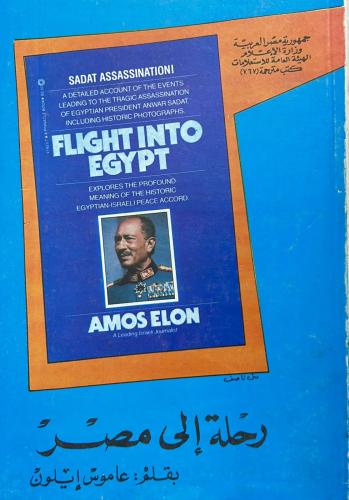 جمهورية مصر العربية
وزارة الإعلام
الهيئة العامة للاستعلامات
كتب مترجمة (٧٦٧)
SADAT ASSASSINATION!
A DETAILED ACCOUNT OF THE EVENTS
LEADING TO THE TRAGIC ASSASSINATION
OF EGYPTIAN PRESIDENT ANWAR SADAT,
INCLUDING HISTORIC PHOTOGRAPHS.
FLIGHT INTO
EGYPT
EXPLORES THE PROFOUND
MEANING OF THE HISTORIC
EGYPTIAN-ISRAELI PEACE ACCORD.
AMOS ELON
A Leading Israeli Journalist
رحلة إلى مصر
بقلم: عاموس إيلون